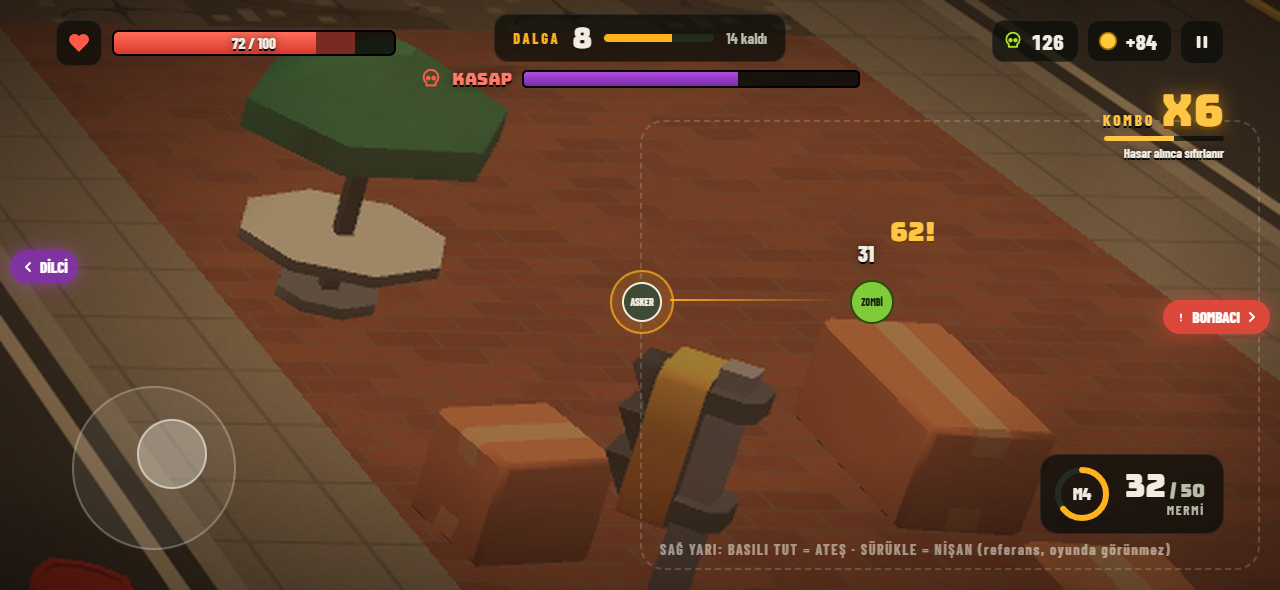 72 / 100
DALGA 8 14 kaldı
126
+84
KASAP
KOMBO X6
Hasar alınca sıfırlanır
62!
31
DİLCİ
ASKER
ZOMBİ
! BOMBACI
M4
32 / 50
MERMİ
SAĞ YARI: BASILI TUT = ATEŞ · SÜRÜKLE = NİŞAN (referans, oyunda görünmez)